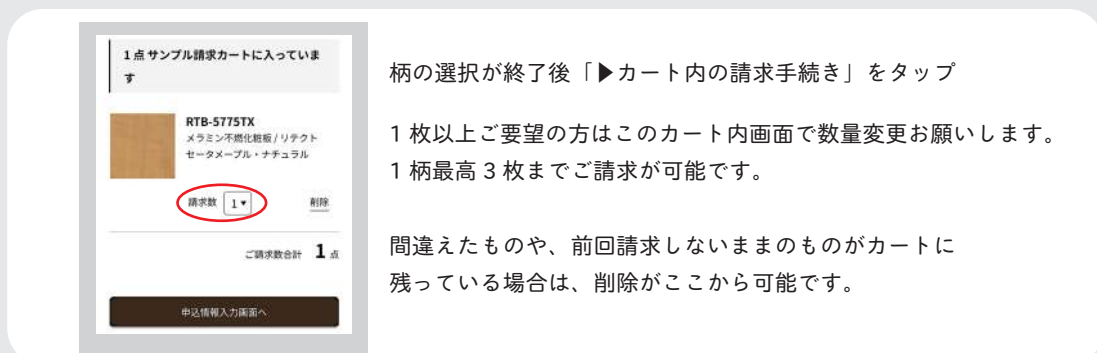 1点サンプル請求カートに入っていま
す
RTB-5775TX
メラミン不燃化粧板/リテクト
セータメープル・ナチュラル
請求数 1▼ 削除
ご請求数合計 1 点
申込情報入力画面へ
柄の選択が終了後「▶カート内の請求手続き」をタップ
1枚以上ご要望の方はこのカート内画面で数量変更お願いします。
1柄最高3枚までご請求が可能です。
間違えたものや、前回請求しないままのものがカートに
残っている場合は、削除がここから可能です。